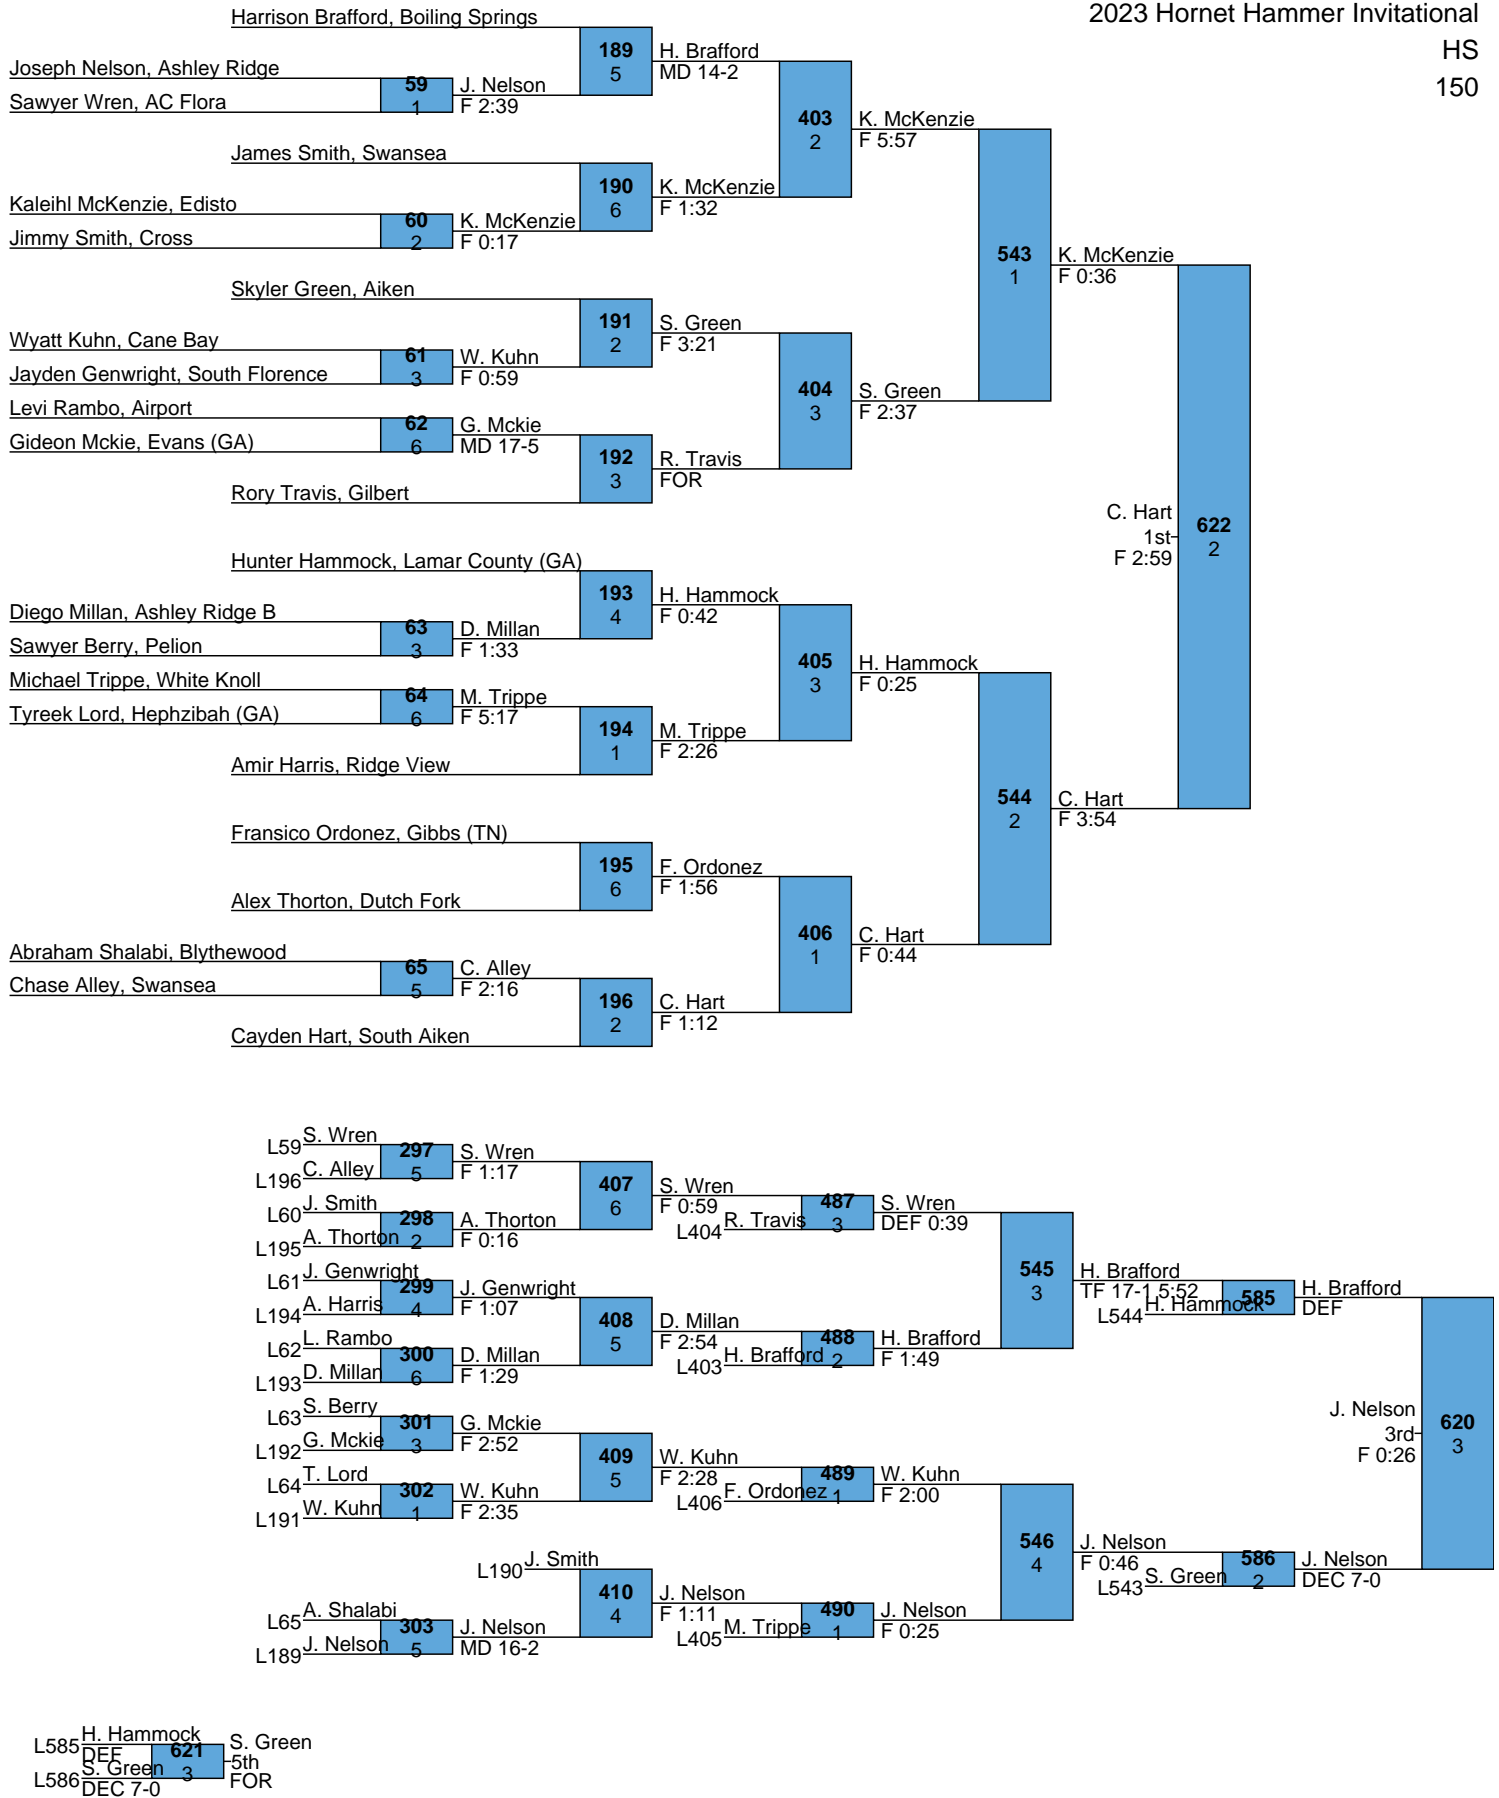 2023 Hornet Hammer Invitational
HS
150
Harrison Brafford, Boiling Springs
189
5
H. Brafford
MD 14-2
Joseph Nelson, Ashley Ridge
Sawyer Wren, AC Flora
59
1
J. Nelson
F 2:39
403
2
K. McKenzie
F 5:57
James Smith, Swansea
190
6
K. McKenzie
F 1:32
Kaleihl McKenzie, Edisto
Jimmy Smith, Cross
60
2
K. McKenzie
F 0:17
543
1
K. McKenzie
F 0:36
Skyler Green, Aiken
191
2
S. Green
F 3:21
Wyatt Kuhn, Cane Bay
Jayden Genwright, South Florence
61
3
W. Kuhn
F 0:59
404
3
S. Green
F 2:37
Levi Rambo, Airport
Gideon Mckie, Evans (GA)
62
6
G. Mckie
MD 17-5
192
3
R. Travis
FOR
Rory Travis, Gilbert
C. Hart
1st
F 2:59
622
2
Hunter Hammock, Lamar County (GA)
193
4
H. Hammock
F 0:42
Diego Millan, Ashley Ridge B
Sawyer Berry, Pelion
63
3
D. Millan
F 1:33
405
3
H. Hammock
F 0:25
Michael Trippe, White Knoll
Tyreek Lord, Hephzibah (GA)
64
6
M. Trippe
F 5:17
194
1
M. Trippe
F 2:26
Amir Harris, Ridge View
544
2
C. Hart
F 3:54
Fransico Ordonez, Gibbs (TN)
195
6
F. Ordonez
F 1:56
Alex Thorton, Dutch Fork
406
1
C. Hart
F 0:44
Abraham Shalabi, Blythewood
Chase Alley, Swansea
65
5
C. Alley
F 2:16
196
2
C. Hart
F 1:12
Cayden Hart, South Aiken
L59 S. Wren
L196 C. Alley
297
5
S. Wren
F 1:17
407
6
S. Wren
F 0:59
L60 J. Smith
L195 A. Thorton
298
2
A. Thorton
F 0:16
L404 R. Travis
487
3
S. Wren
DEF 0:39
L61 J. Genwright
L194 A. Harris
299
4
J. Genwright
F 1:07
545
3
H. Brafford
TF 17-1 5:52
L544 H. Hammock
585
H. Brafford
DEF
408
5
D. Millan
F 2:54
L62 L. Rambo
L193 D. Millan
300
6
D. Millan
F 1:29
L403 H. Brafford
488
2
H. Brafford
F 1:49
L63 S. Berry
L192 G. Mckie
301
3
G. Mckie
F 2:52
J. Nelson
3rd
F 0:26
620
3
409
5
W. Kuhn
F 2:28
L64 T. Lord
L191 W. Kuhn
302
1
W. Kuhn
F 2:35
L406 F. Ordonez
489
1
W. Kuhn
F 2:00
546
4
J. Nelson
F 0:46
L543 S. Green
586
2
J. Nelson
DEC 7-0
L190 J. Smith
410
4
J. Nelson
F 1:11
L65 A. Shalabi
L189 J. Nelson
303
5
J. Nelson
MD 16-2
L405 M. Trippe
490
1
J. Nelson
F 0:25
L585 H. Hammock
DEF
L586 S. Green
DEC 7-0
621
3
S. Green
5th
FOR